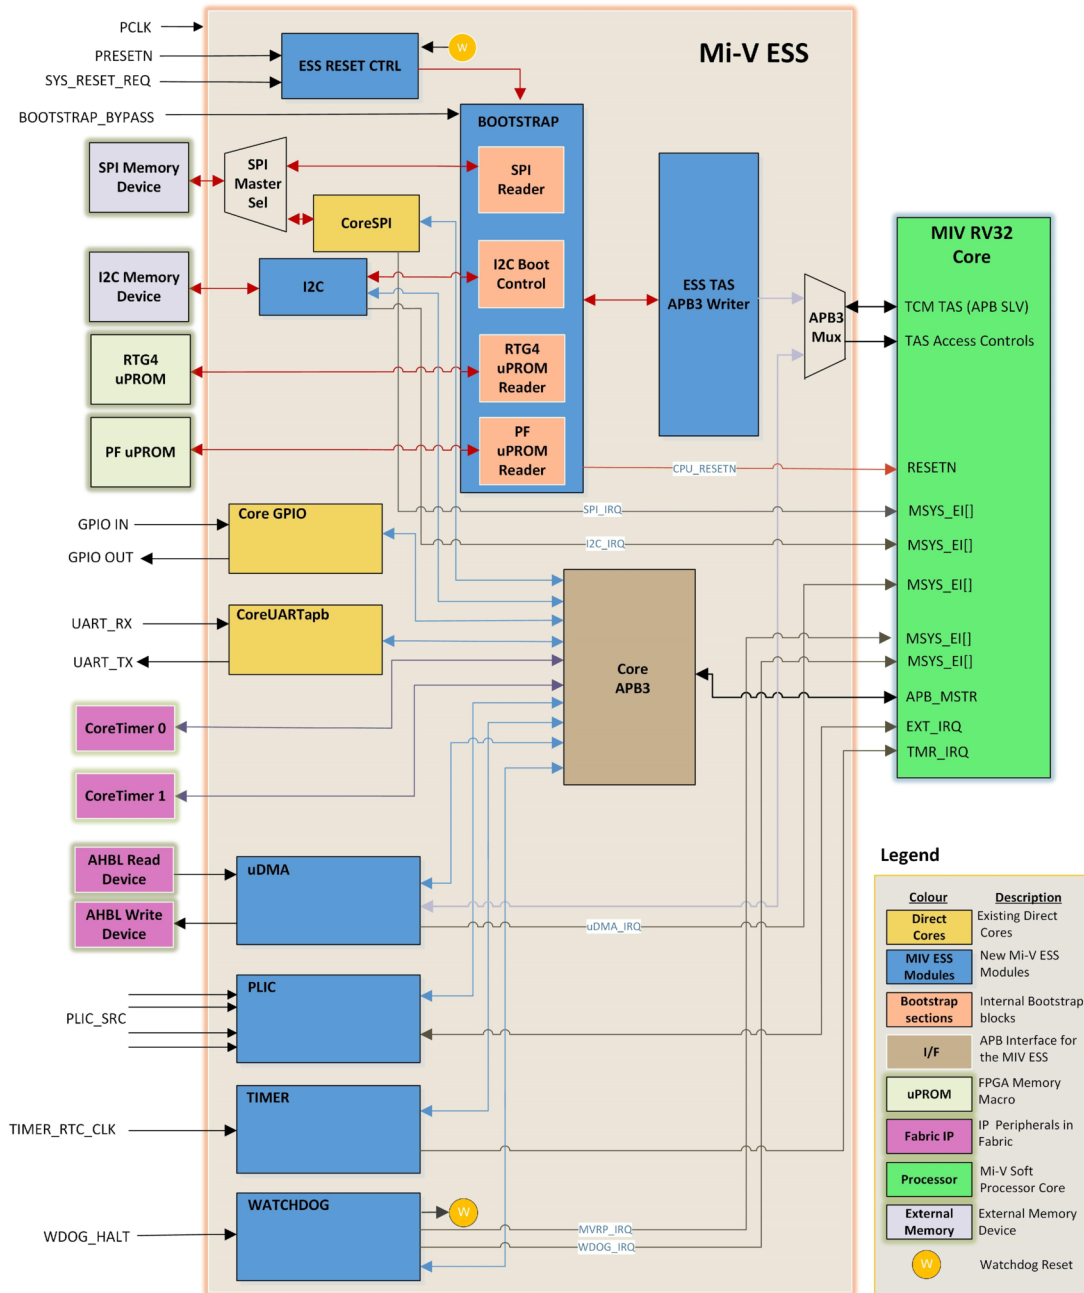 PCLK
PRESETN
SYS_RESET_REQ
BOOTSTRAP_BYPASS
ESS RESET CTRL
W
Mi-V ESS
BOOTSTRAP
SPI Memory
Device
SPI
Master
Sel
SPI
Reader
CoreSPI
I2C Memory
Device
I2C
I2C Boot
Control
ESS TAS
APB3 Writer
APB3
Mux
MIV RV32
Core
TCM TAS (APB SLV)
TAS Access Controls
RTG4
uPROM
RTG4
uPROM
Reader
PF uPROM
PF
uPROM
Reader
CPU_RESETN
RESETN
GPIO IN
GPIO OUT
Core GPIO
SPI_IRQ
MSYS_EI[]
I2C_IRQ
MSYS_EI[]
MSYS_EI[]
UART_RX
UART_TX
CoreUARTapb
Core
APB3
MSYS_EI[]
MSYS_EI[]
APB_MSTR
EXT_IRQ
TMR_IRQ
CoreTimer 0
CoreTimer 1
AHBL Read
Device
AHBL Write
Device
uDMA
uDMA_IRQ
PLIC_SRC
PLIC
TIMER_RTC_CLK
TIMER
WDOG_HALT
WATCHDOG
W
MVRP_IRQ
WDOG_IRQ
Legend
Colour
Description
Direct
Cores
Existing Direct
Cores
MIV ESS
Modules
New Mi-V ESS
Modules
Bootstrap
sections
Internal Bootstrap
blocks
I/F
APB Interface for
the MIV ESS
uPROM
FPGA Memory
Macro
Fabric IP
IP Peripherals in
Fabric
Processor
Mi-V Soft
Processor Core
External
Memory
External Memory
Device
W
Watchdog Reset